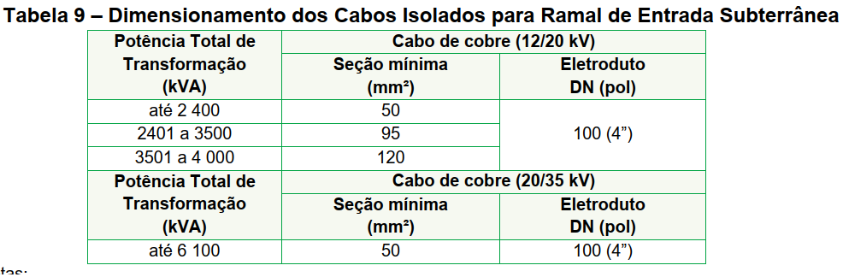 Tabela 9 – Dimensionamento dos Cabos Isolados para Ramal de Entrada Subterrânea
Potência Total de Transformação (kVA) Cabo de cobre (12/20 kV)
Seção mínima (mm²) Eletroduto DN (pol)
até 2 400 50 100 (4”)
2401 a 3500 95
3501 a 4 000 120
Potência Total de Transformação (kVA) Cabo de cobre (20/35 kV)
Seção mínima (mm²) Eletroduto DN (pol)
até 6 100 50 100 (4”)